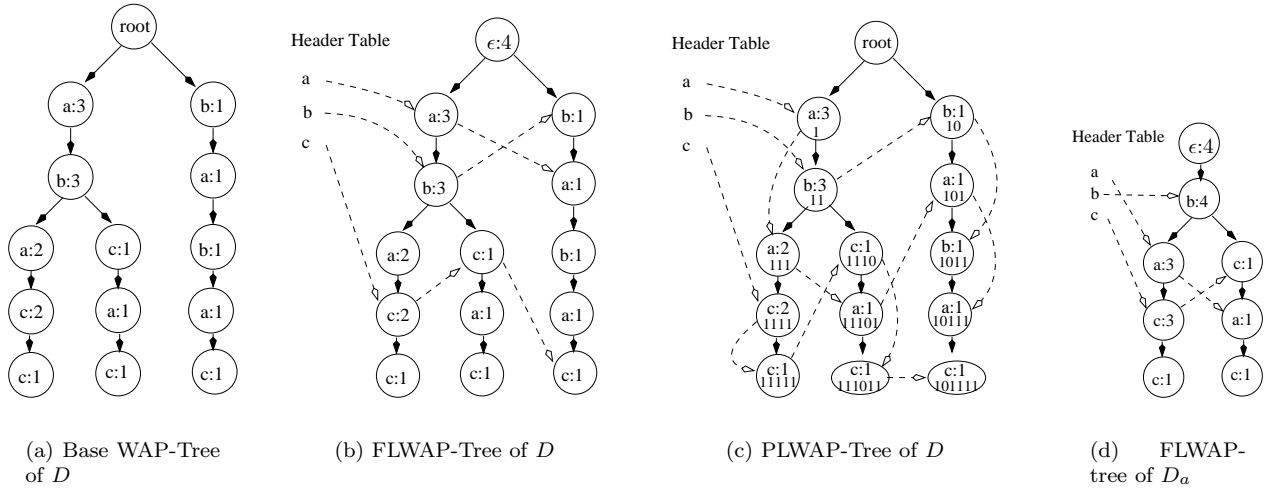 root
a:3
b:1
b:3
a:1
a:2
c:1
b:1
c:2
a:1
a:1
c:1
c:1
c:1
(a) Base WAP-Tree
of D
Header Table
a
b
c
ϵ:4
a:3
b:1
b:3
a:1
a:2
c:1
b:1
c:2
a:1
a:1
c:1
c:1
c:1
(b) FLWAP-Tree of D
Header Table
a
b
c
root
a:3
1
b:1
10
b:3
11
a:1
101
a:2
111
c:1
1110
b:1
1011
c:2
1111
a:1
11101
a:1
10111
c:1
11111
c:1
111011
c:1
101111
(c) PLWAP-Tree of D
Header Table
a
b
c
ϵ:4
b:4
a:3
c:1
c:3
a:1
c:1
c:1
(d) FLWAP-
tree of Dₐ